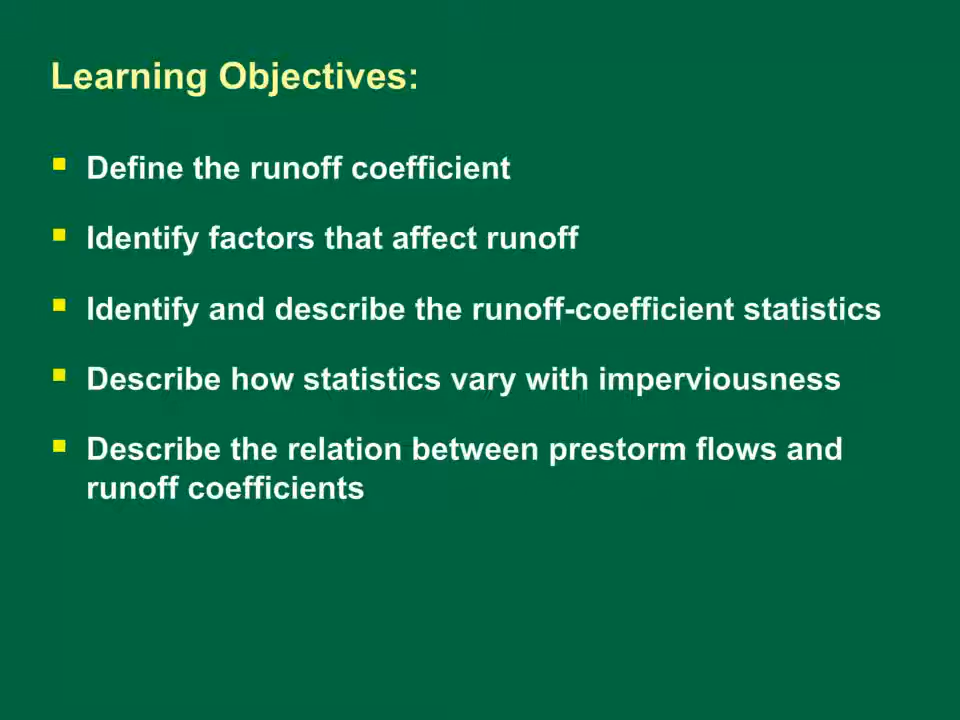 Learning Objectives:
Define the runoff coefficient
Identify factors that affect runoff
Identify and describe the runoff-coefficient statistics
Describe how statistics vary with imperviousness
Describe the relation between prestorm flows and
runoff coefficients